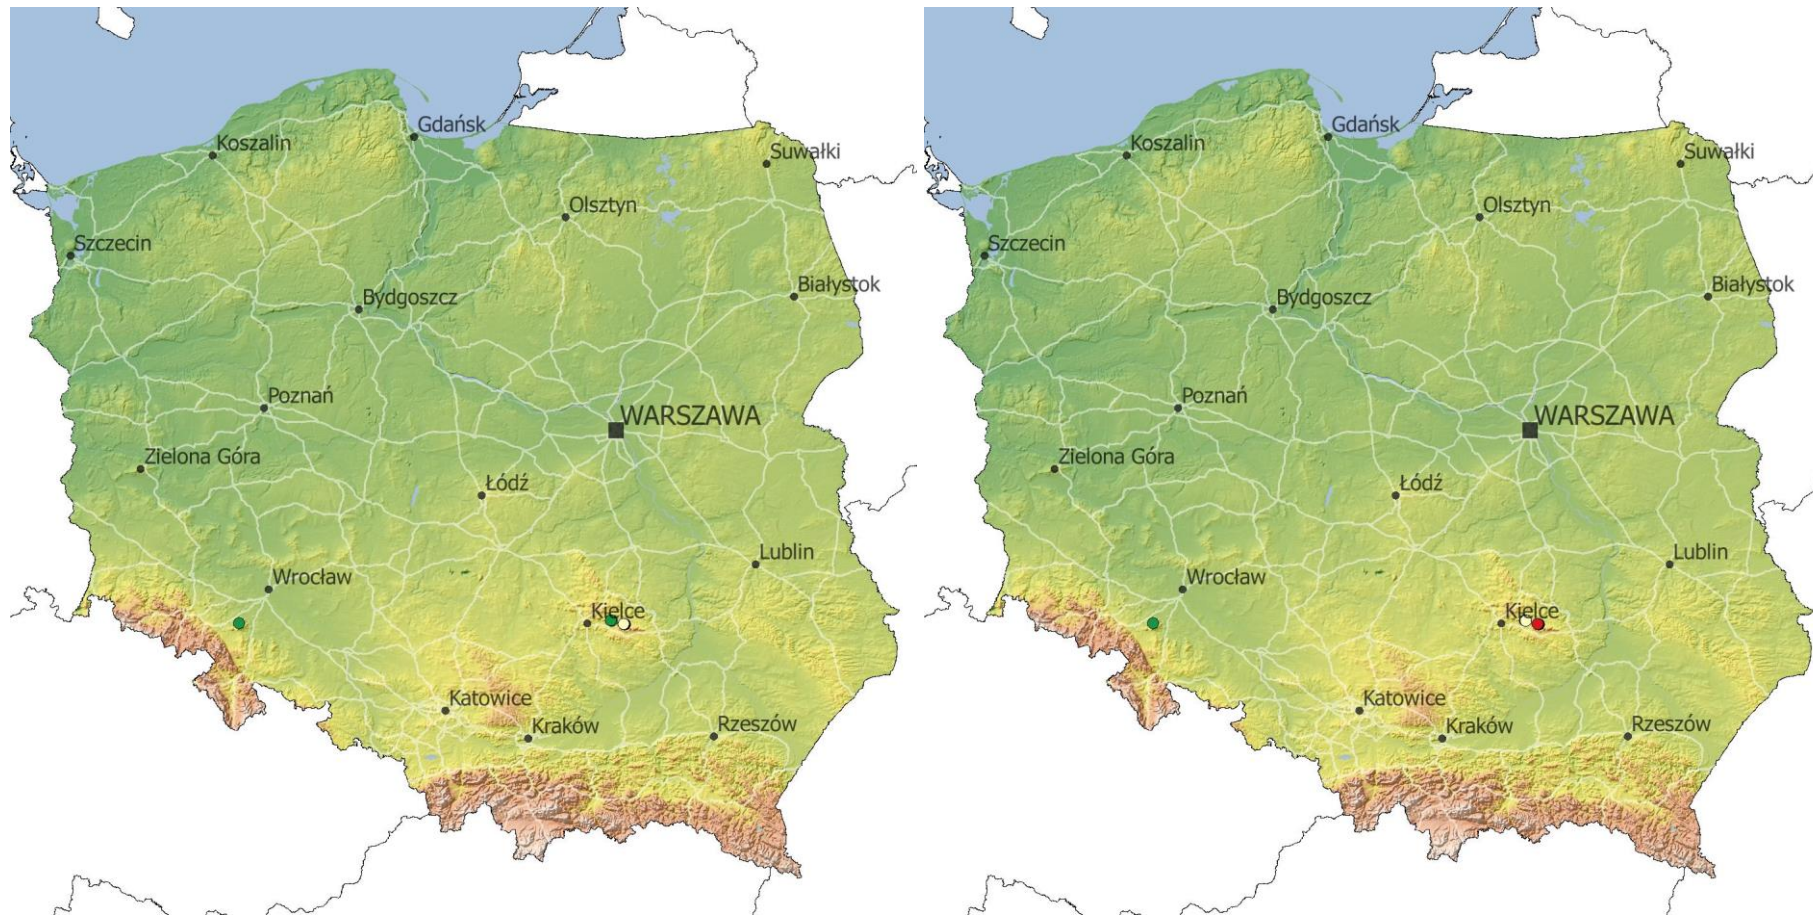 Gdańsk
Koszalin
Suwałki
Olsztyn
Szczecin
Białystok
Bydgoszcz
Poznań
WARSZAWA
Zielona Góra
Łódź
Lublin
Wrocław
Kielce
Katowice
Kraków
Rzeszów
Gdańsk
Koszalin
Suwałki
Olsztyn
Szczecin
Białystok
Bydgoszcz
Poznań
WARSZAWA
Zielona Góra
Łódź
Lublin
Wrocław
Kielce
Katowice
Kraków
Rzeszów